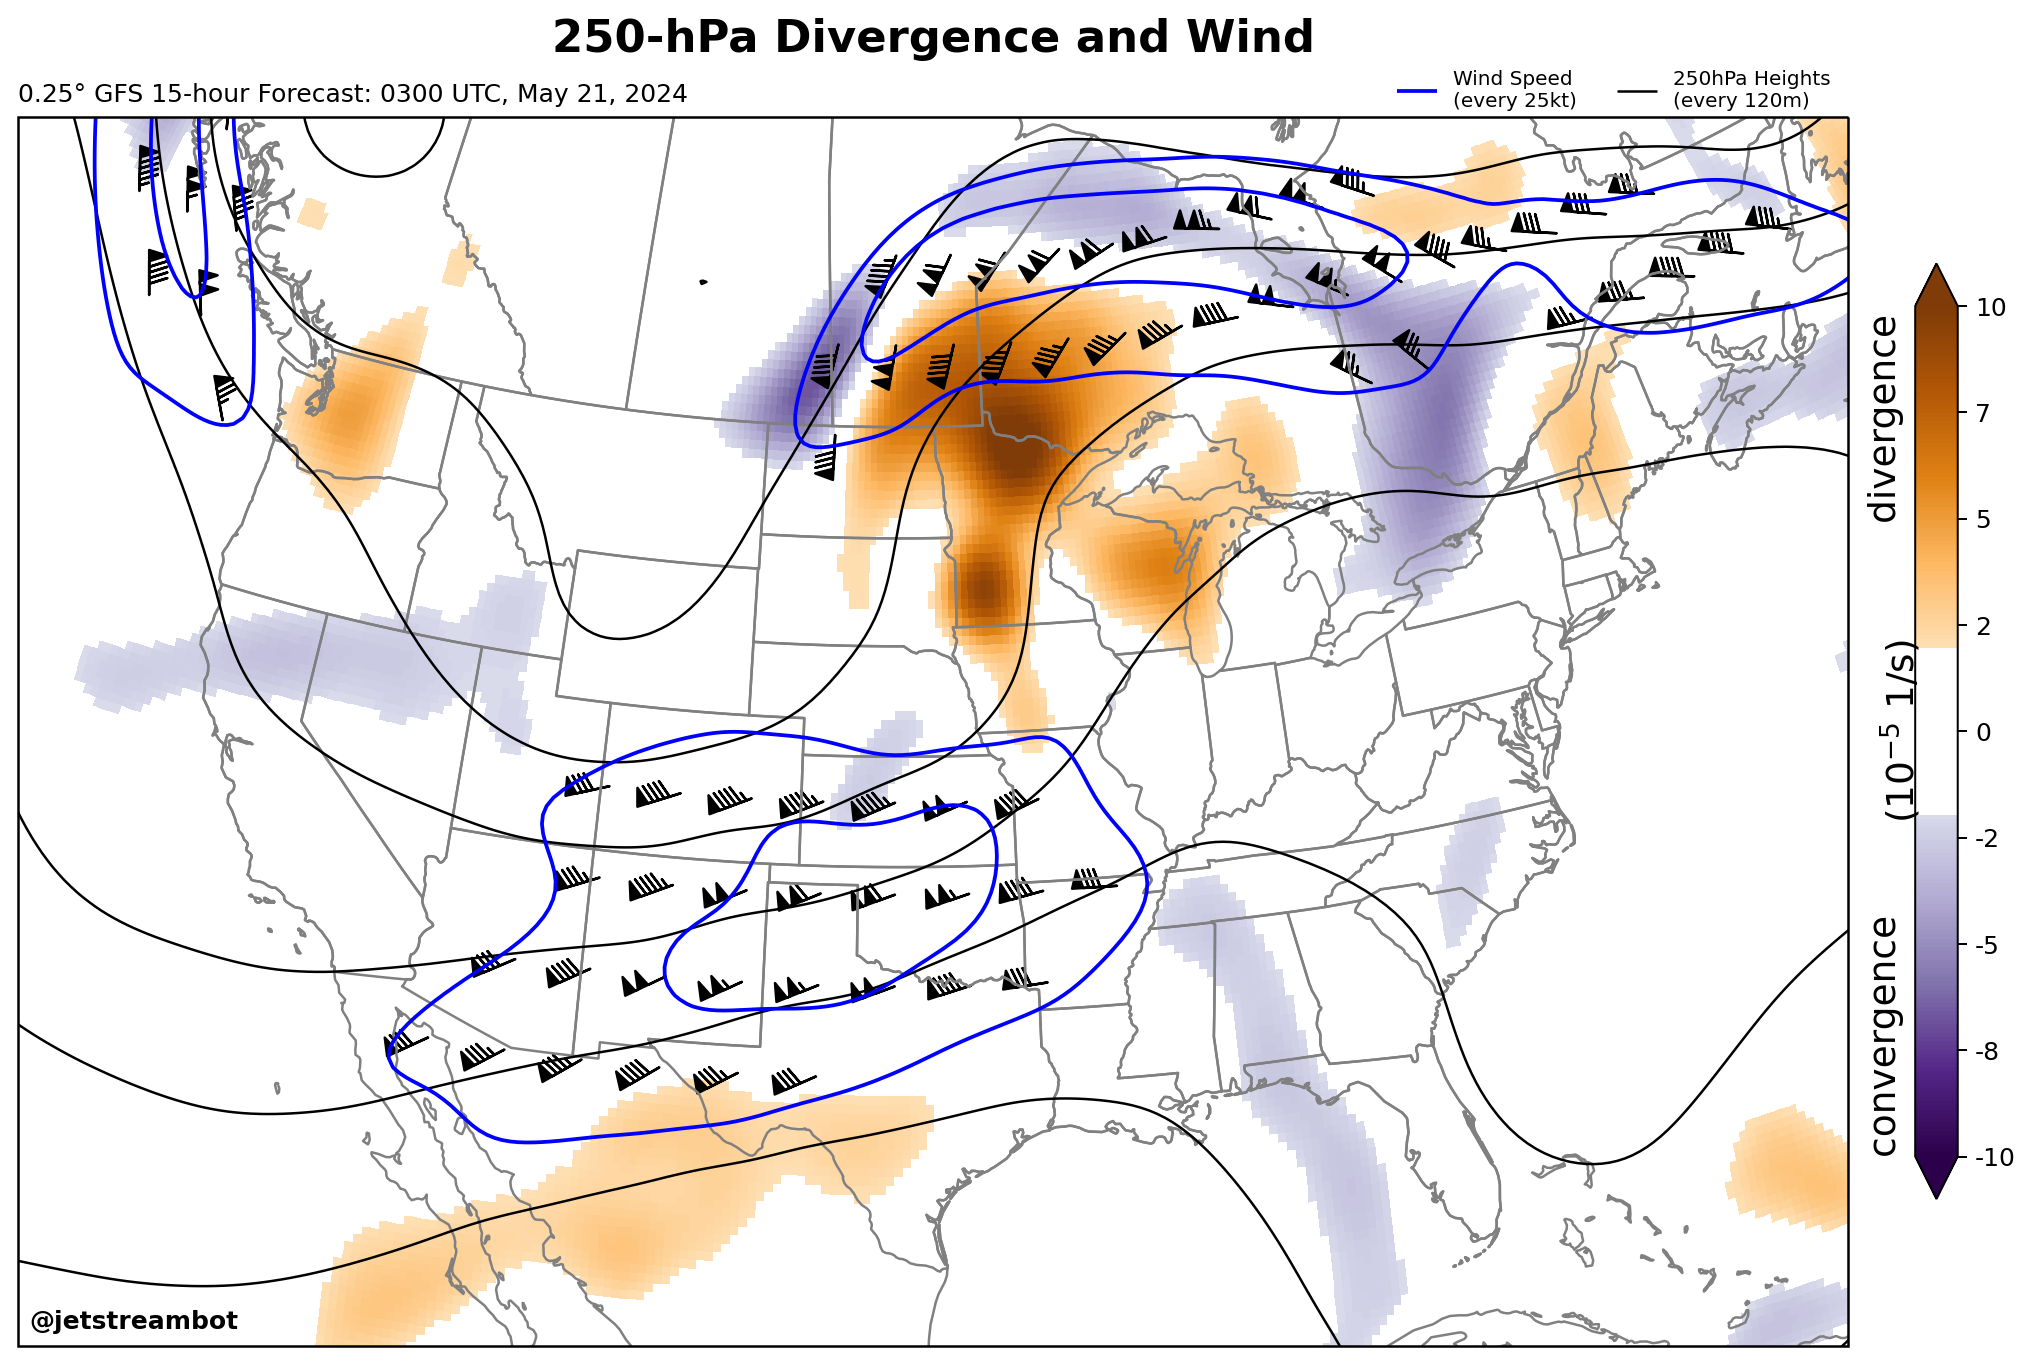 250-hPa Divergence and Wind
0.25° GFS 15-hour Forecast: 0300 UTC, May 21, 2024
Wind Speed
(every 25kt)
250hPa Heights
(every 120m)
10
7
5
2
0
-2
-5
-8
-10
convergence (10⁻⁵ 1/s) divergence
@jetstreambot